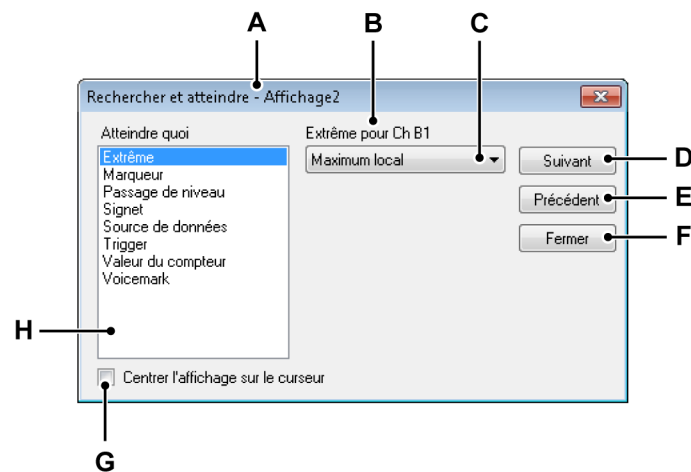 A
B
C
Rechercher et atteindre - Affichage2
Atteindre quoi
Extrême pour Ch B1
Extrême
Marqueur
Passage de niveau
Signet
Source de données
Trigger
Valeur du compteur
Voicemark
Maximum local
Suivant
D
Précédent
E
Fermer
F
H
Centrer l'affichage sur le curseur
G